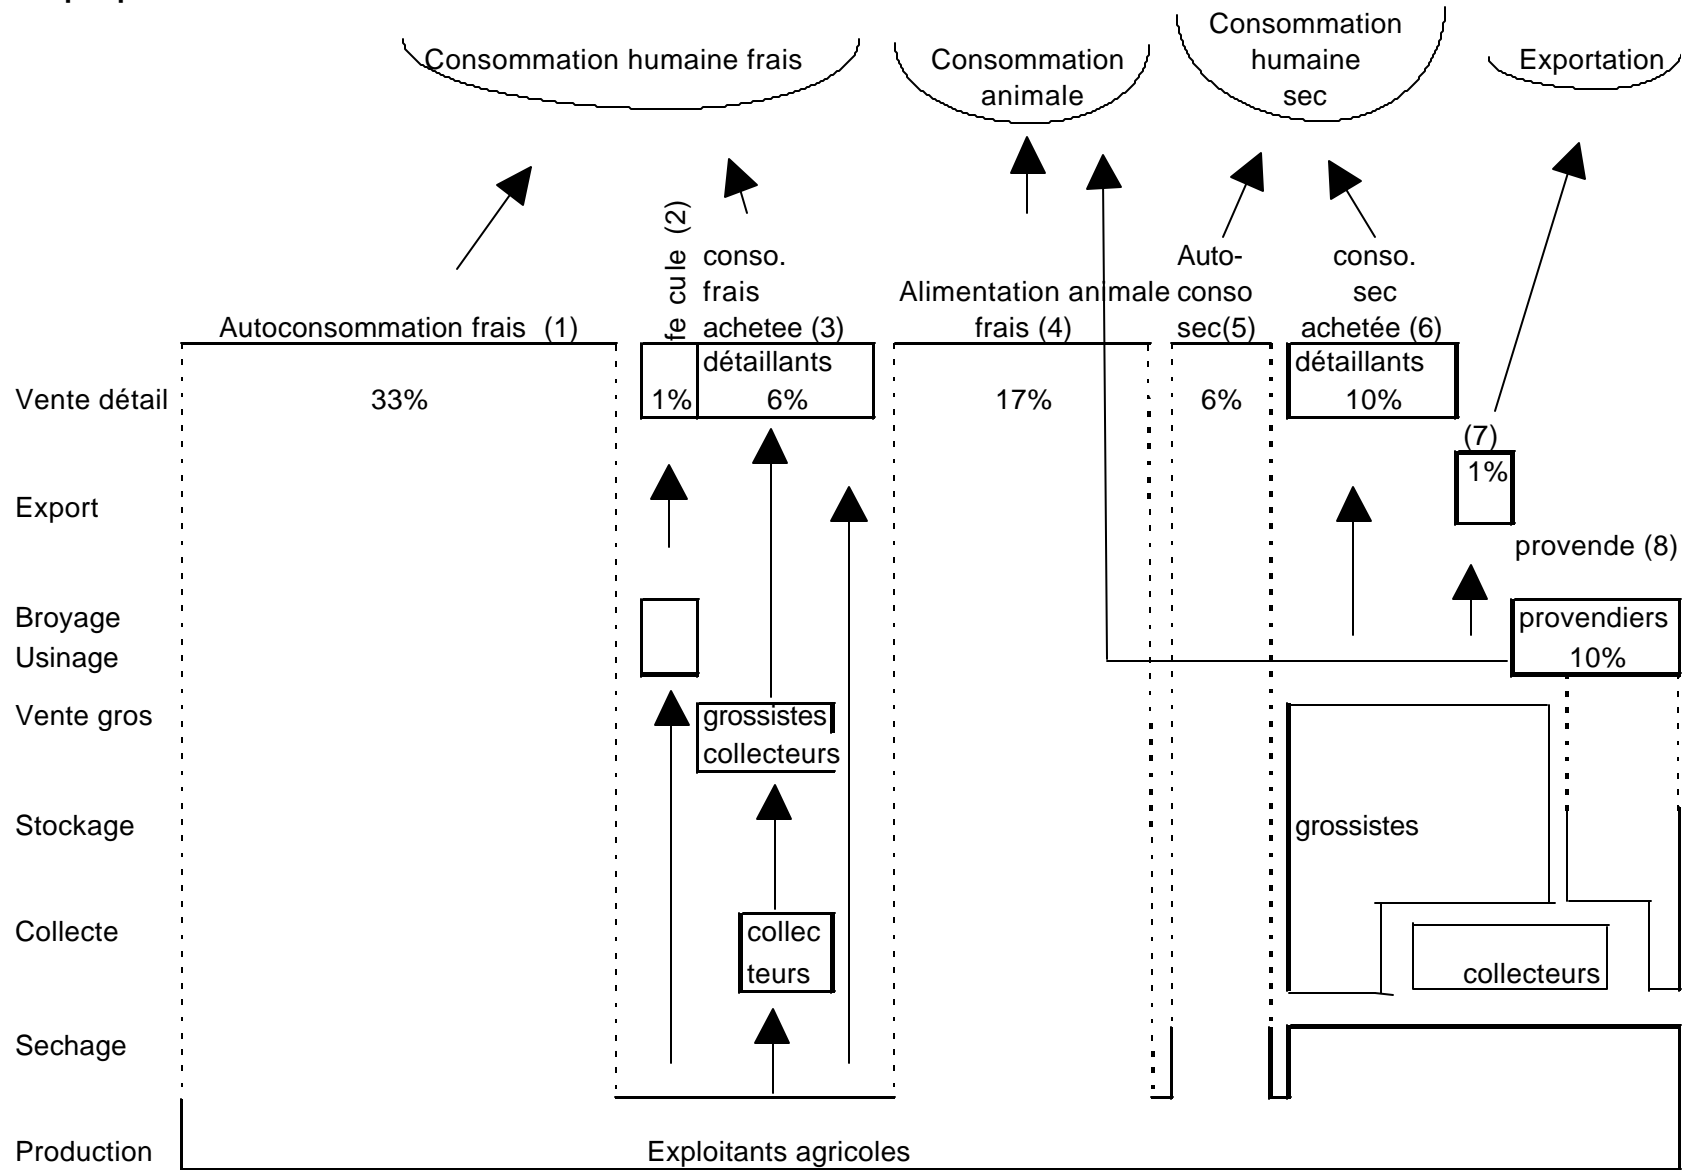 Consommation humaine frais
Consommation
animale
Consommation
humaine
sec
Exportation
fe cule (2)
conso.
frais
achetee (3)
Autoconsommation frais (1)
Alimentation animale
frais (4)
Auto-
conso
sec(5)
conso.
sec
achetée (6)
détaillants
détaillants
Vente détail
33%
1%
6%
17%
6%
10%
(7)
1%
Export
provende (8)
Broyage
Usinage
provendiers
10%
Vente gros
grossistes
collecteurs
Stockage
grossistes
Collecte
collec
teurs
collecteurs
Sechage
Production
Exploitants agricoles